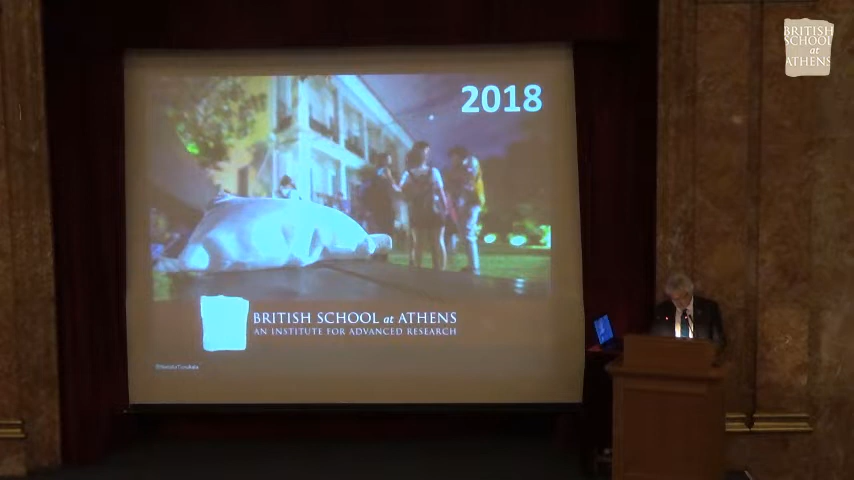 2018
BRITISH SCHOOL at ATHENS
AN INSTITUTE FOR ADVANCED RESEARCH
BRITISH
SCHOOL
at
ATHENS